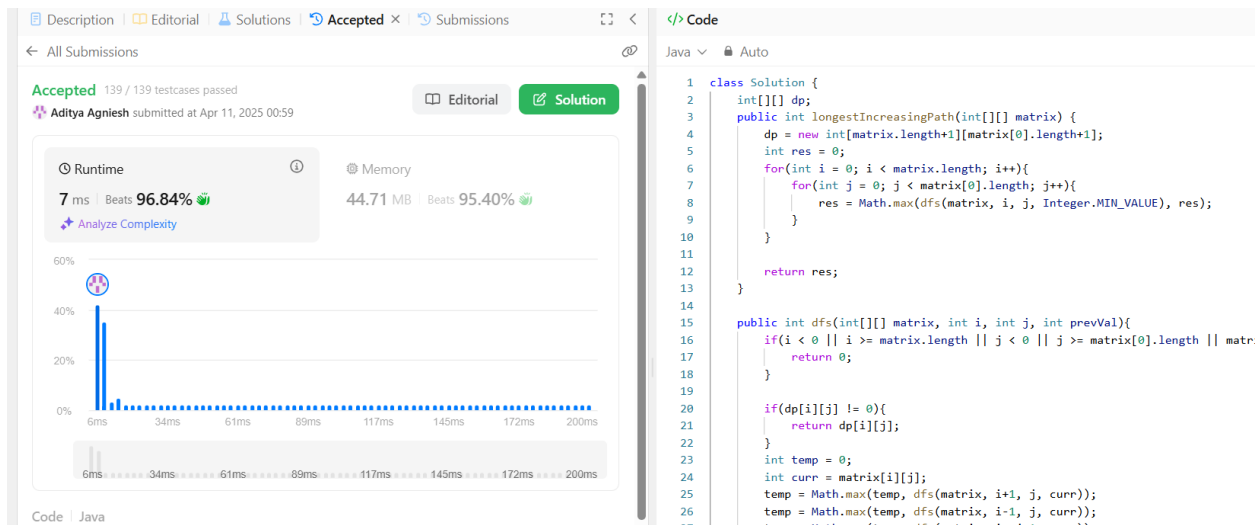 Description
Editorial
Solutions
Accepted
Submissions
All Submissions
Accepted 139 / 139 testcases passed
Aditya Agniesh submitted at Apr 11, 2025 00:59
Editorial
Solution
Runtime
7 ms Beats 96.84%
Analyze Complexity
Memory
44.71 MB Beats 95.40%
60%
40%
20%
0%
6ms 34ms 61ms 89ms 117ms 145ms 172ms 200ms
6ms 34ms 61ms 89ms 117ms 145ms 172ms 200ms
Code Java
</> Code
Java Auto
1 class Solution {
2 int[][] dp;
3 public int longestIncreasingPath(int[][] matrix) {
4 dp = new int[matrix.length+1][matrix[0].length+1];
5 int res = 0;
6 for(int i = 0; i < matrix.length; i++){
7 for(int j = 0; j < matrix[0].length; j++){
8 res = Math.max(dfs(matrix, i, j, Integer.MIN_VALUE), res);
9 }
10 }
11
12 return res;
13 }
14
15 public int dfs(int[][] matrix, int i, int j, int prevVal){
16 if(i < 0 || i >= matrix.length || j < 0 || j >= matrix[0].length || matr
17 return 0;
18 }
19
20 if(dp[i][j] != 0){
21 return dp[i][j];
22 }
23 int temp = 0;
24 int curr = matrix[i][j];
25 temp = Math.max(temp, dfs(matrix, i+1, j, curr));
26 temp = Math.max(temp, dfs(matrix, i-1, j, curr));